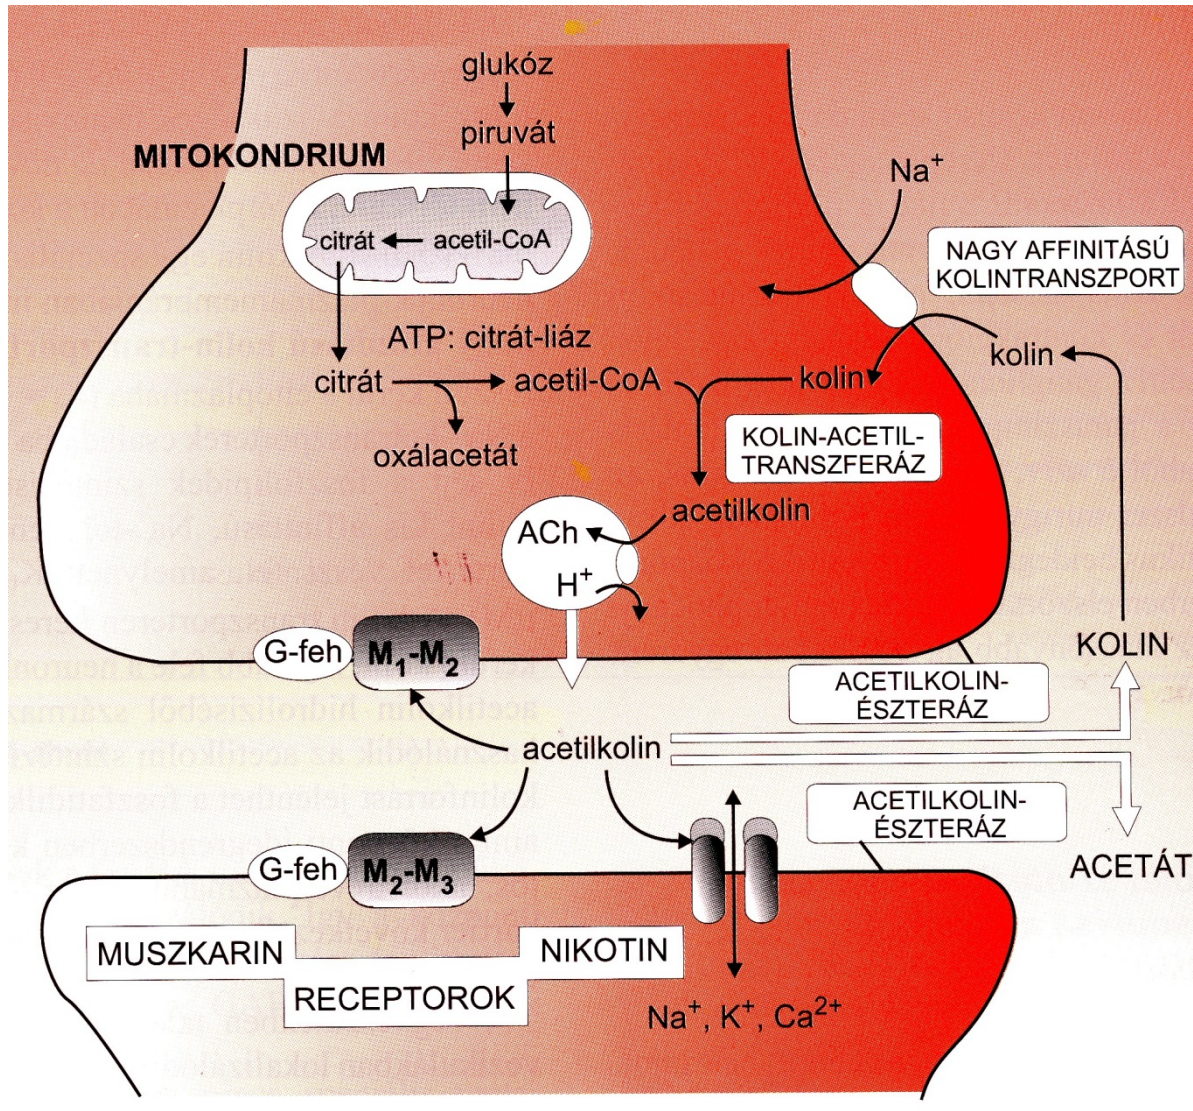 glukóz
piruvát
MITOKONDRIUM
citrát
acetil-CoA
Na⁺
NAGY AFFINITÁSÚ
KOLINTRANSZPORT
kolin
ATP: citrát-liáz
citrát
acetil-CoA
kolin
oxálacetát
KOLIN-ACETIL-
TRANSZFERÁZ
acetilkolin
ACh
H⁺
G-feh
M₁-M₂
KOLIN
ACETILKOLIN-
ÉSZTERÁZ
acetilkolin
ACETILKOLIN-
ÉSZTERÁZ
ACETÁT
G-feh
M₂-M₃
MUSZKARIN
NIKOTIN
RECEPTOROK
Na⁺, K⁺, Ca²⁺